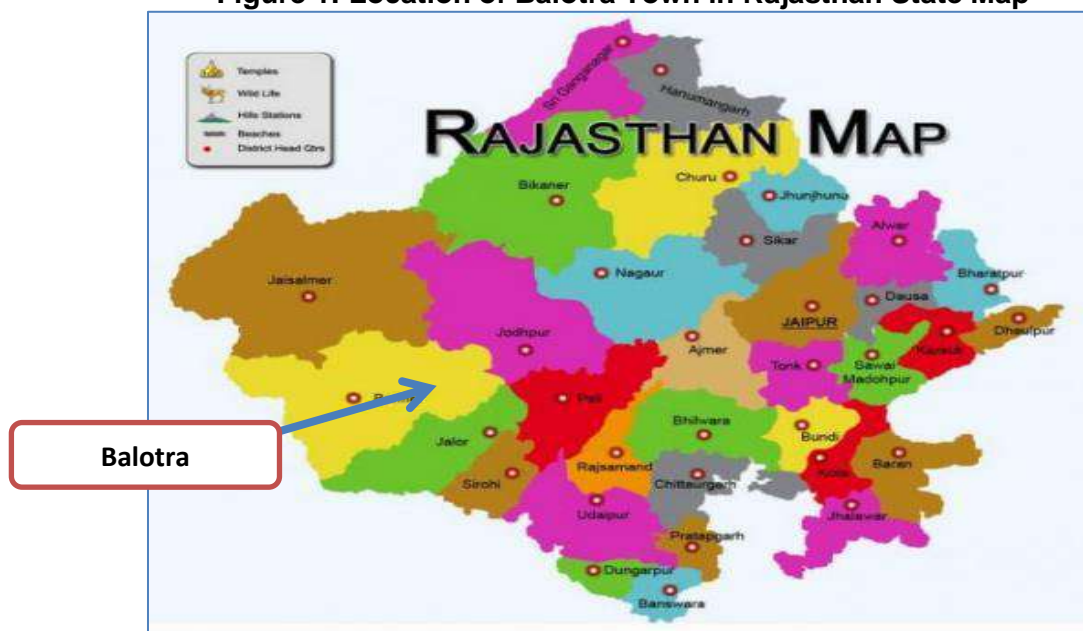 Figure 1: Location of Balotra Town in Rajasthan State Map
Temples
Wild Life
Hills Stations
Beaches
District Head Qtrs
RAJASTHAN MAP
Sri Ganganagar
Hanumangarh
Bikaner
Churu
Jhunjhunu
Sikar
Alwar
Jaisalmer
Nagaur
Bharatpur
Dausa
JAIPUR
Dhaulpur
Jodhpur
Ajmer
Karauli
Tonk
Sawai
Madohpur
Pali
Jalor
Bhilwara
Bundi
Balotra
Sirohi
Rajsamand
Chittaurgarh
Kota
Baran
Udaipur
Jhalawar
Pratapgarh
Dungarpur
Banswara